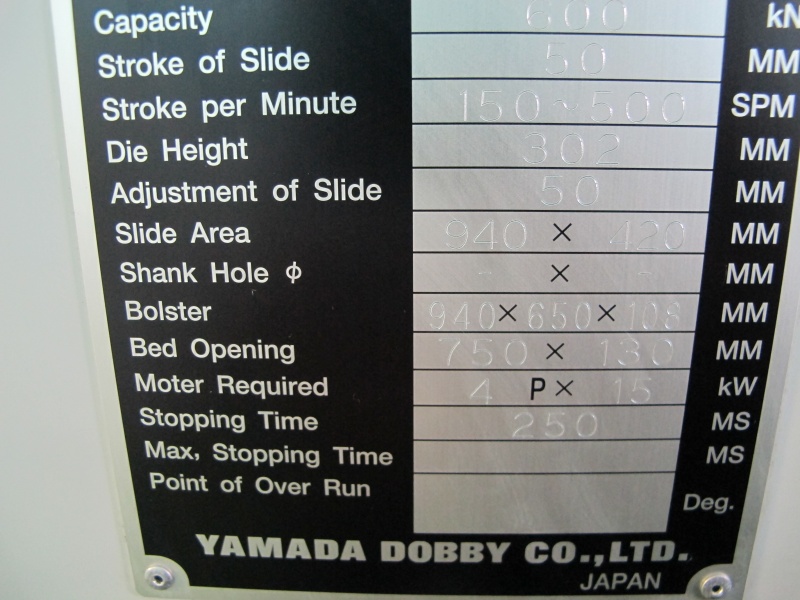 Capacity 600 kN
Stroke of Slide 50 MM
Stroke per Minute 150~500 SPM
Die Height 302 MM
Adjustment of Slide 50 MM
Slide Area 940 × 420 MM
Shank Hole φ - × - MM
Bolster 940×650×108 MM
Bed Opening 750 × 130 MM
Moter Required 4 P× 15 kW
Stopping Time 250 MS
Max, Stopping Time MS
Point of Over Run Deg.
YAMADA DOBBY CO.,LTD.
JAPAN